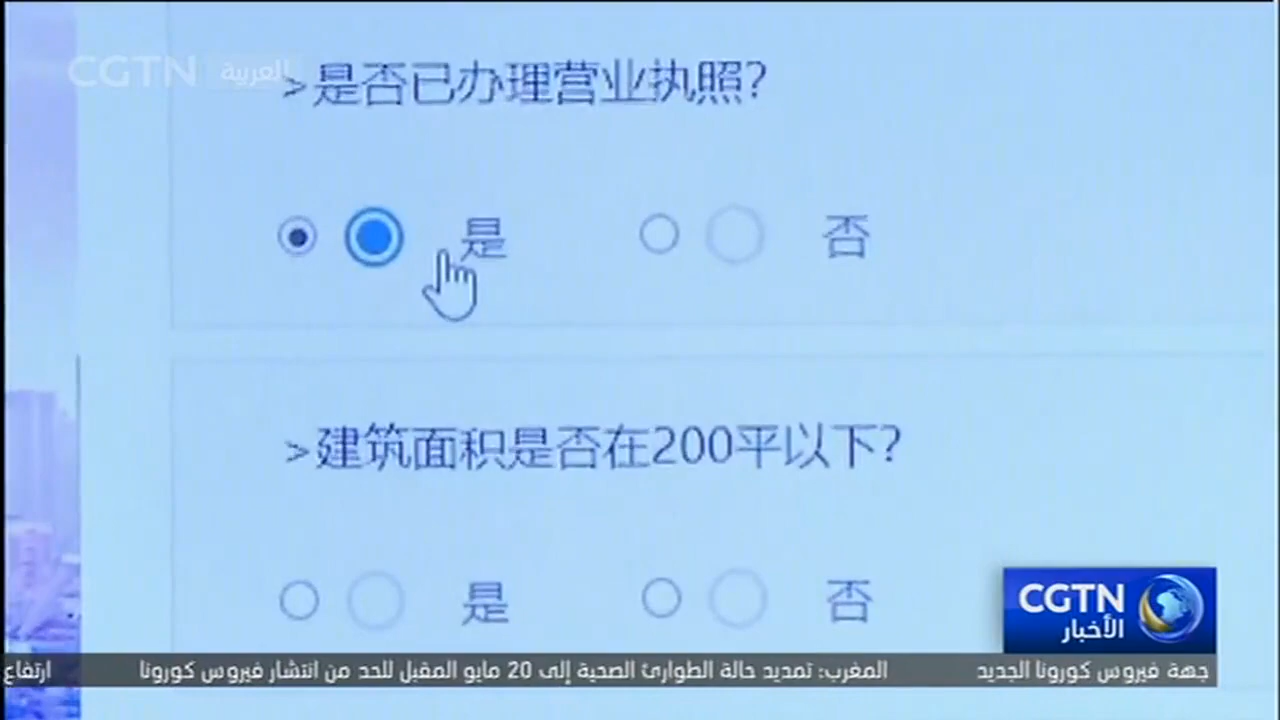 CGTN العربية
>是否已办理营业执照?
是 否
>建筑面积是否在200平以下?
是 否
CGTN
الأخبار
جهة فيروس كورونا الجديد المغرب: تمديد حالة الطوارئ الصحية إلى 20 مايو المقبل للحد من انتشار فيروس كورونا ارتفاع